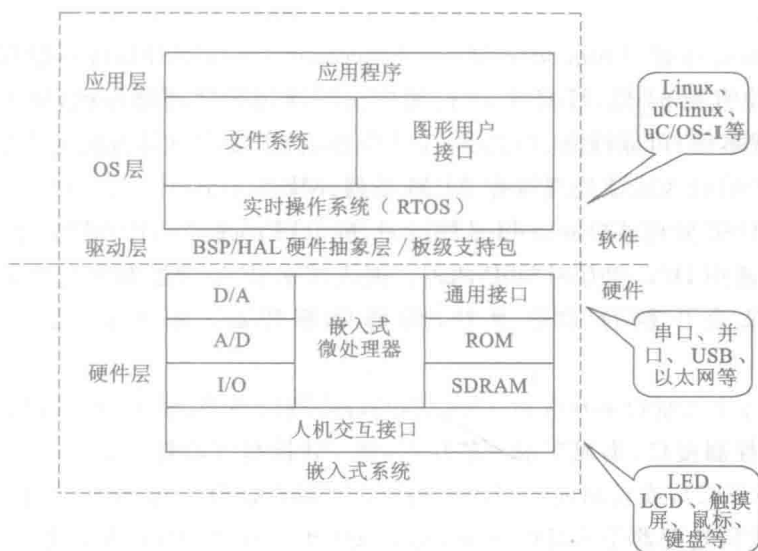 应用层
应用程序
OS层
文件系统
图形用户
接口
实时操作系统（RTOS）
驱动层
BSP/HAL 硬件抽象层 / 板级支持包
软件
硬件
硬件层
D/A
A/D
I/O
嵌入式
微处理器
通用接口
ROM
SDRAM
人机交互接口
嵌入式系统
Linux、
uClinux、
uC/OS-Ⅱ等
串口、并
口、USB、
以太网等
LED、
LCD、触摸
屏、鼠标、
键盘等